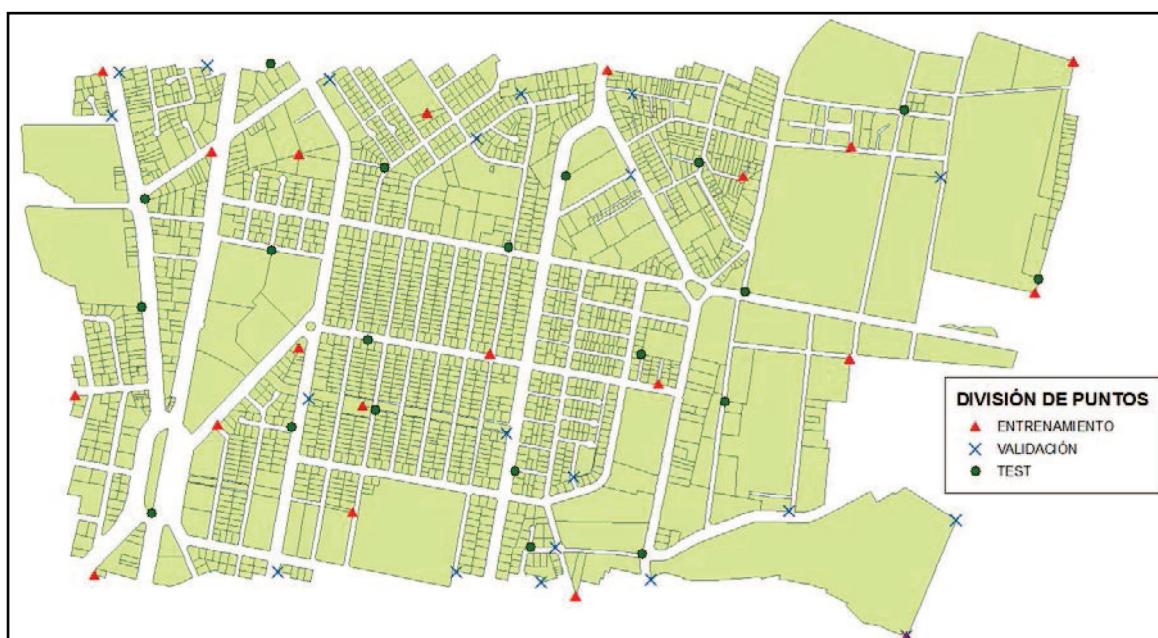 DIVISIÓN DE PUNTOS
ENTRENAMIENTO
VALIDACIÓN
TEST